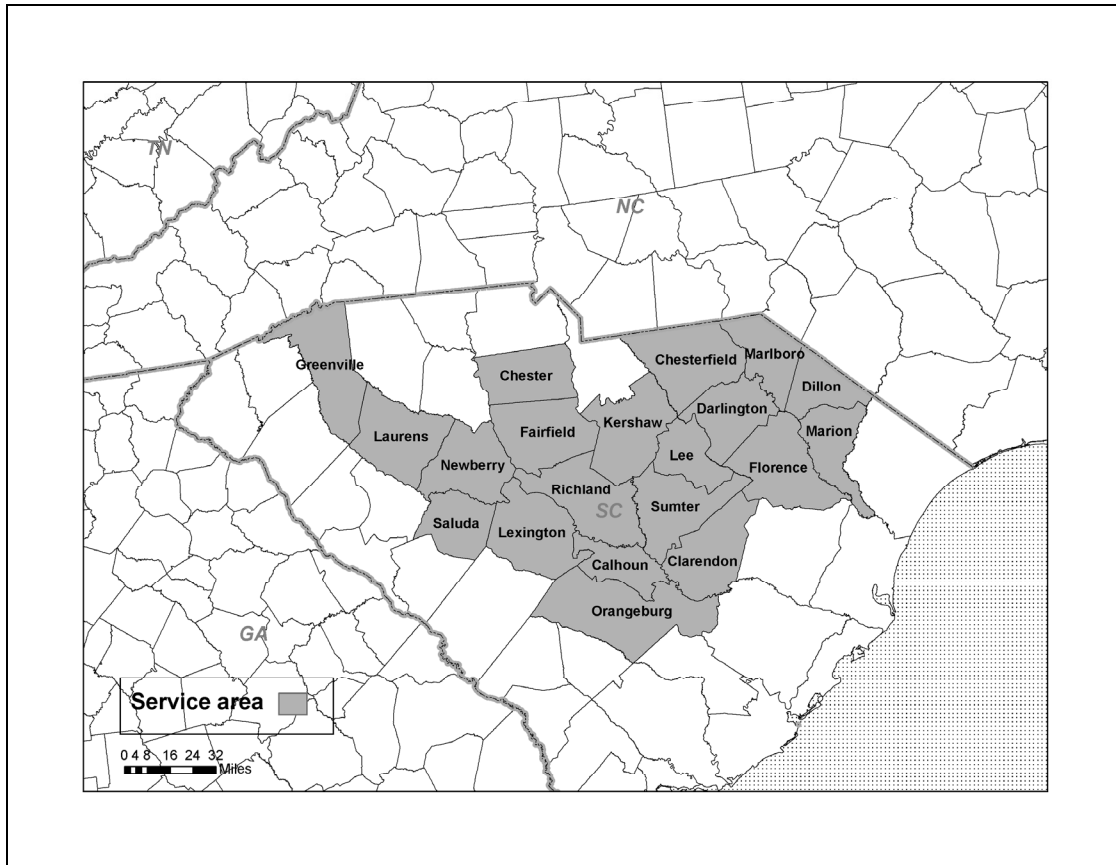 TN
NC
Greenville
Chester
Chesterfield
Marlboro
Dillon
Laurens
Fairfield
Kershaw
Darlington
Marion
Newberry
Lee
Florence
Richland
SC
Sumter
Saluda
Lexington
Calhoun
Clarendon
Orangeburg
GA
Service area
0 4 8 16 24 32
Miles